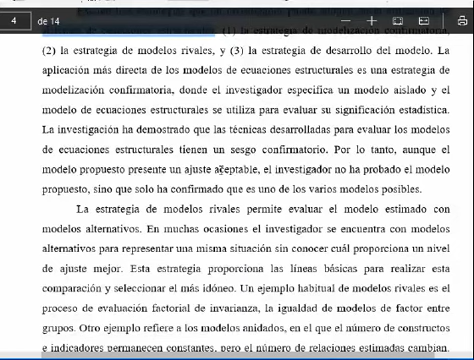 4 de 14
(1) la estrategia de modelización confirmatoria,
(2) la estrategia de modelos rivales, y (3) la estrategia de desarrollo del modelo. La
aplicación más directa de los modelos de ecuaciones estructurales es una estrategia de
modelización confirmatoria, donde el investigador especifica un modelo aislado y el
modelo de ecuaciones estructurales se utiliza para evaluar su significación estadística.
La investigación ha demostrado que las técnicas desarrolladas para evaluar los modelos
de ecuaciones estructurales tienen un sesgo confirmatorio. Por lo tanto, aunque el
modelo propuesto presente un ajuste aceptable, el investigador no ha probado el modelo
propuesto, sino que solo ha confirmado que es uno de los varios modelos posibles.
La estrategia de modelos rivales permite evaluar el modelo estimado con
modelos alternativos. En muchas ocasiones el investigador se encuentra con modelos
alternativos para representar una misma situación sin conocer cuál proporciona un nivel
de ajuste mejor. Esta estrategia proporciona las líneas básicas para realizar esta
comparación y seleccionar el más idóneo. Un ejemplo habitual de modelos rivales es el
proceso de evaluación factorial de invarianza, la igualdad de modelos de factor entre
grupos. Otro ejemplo refiere a los modelos anidados, en el que el número de constructos
e indicadores permanecen constantes, pero el número de relaciones estimadas cambian.